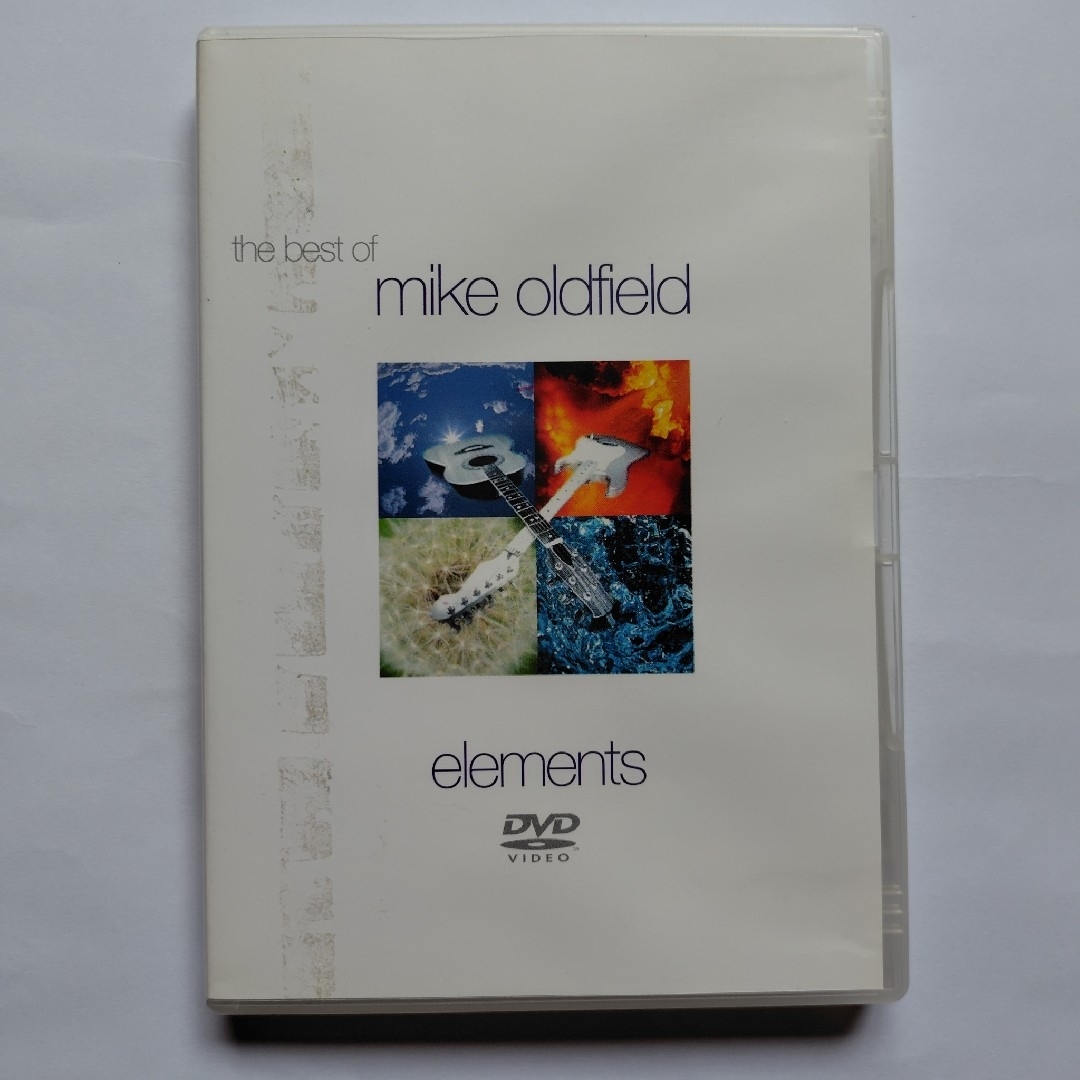 the best of
mike oldfield
elements
DVD
VIDEO